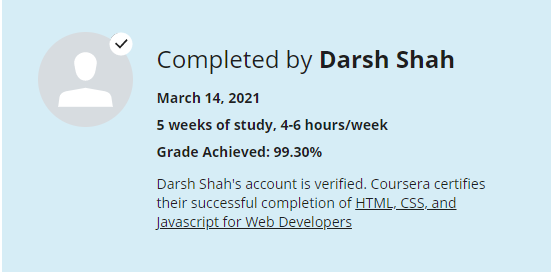 Completed by Darsh Shah
March 14, 2021
5 weeks of study, 4-6 hours/week
Grade Achieved: 99.30%
Darsh Shah's account is verified. Coursera certifies
their successful completion of HTML, CSS, and
Javascript for Web Developers